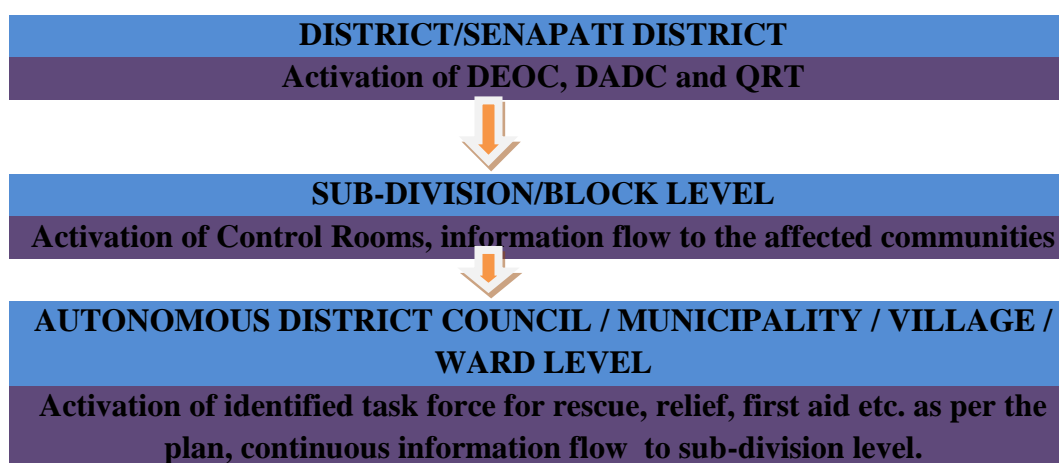 DISTRICT/SENAPATI DISTRICT
Activation of DEOC, DADC and QRT
SUB-DIVISION/BLOCK LEVEL
Activation of Control Rooms, information flow to the affected communities
AUTONOMOUS DISTRICT COUNCIL / MUNICIPALITY / VILLAGE /
WARD LEVEL
Activation of identified task force for rescue, relief, first aid etc. as per the
plan, continuous information flow to sub-division level.